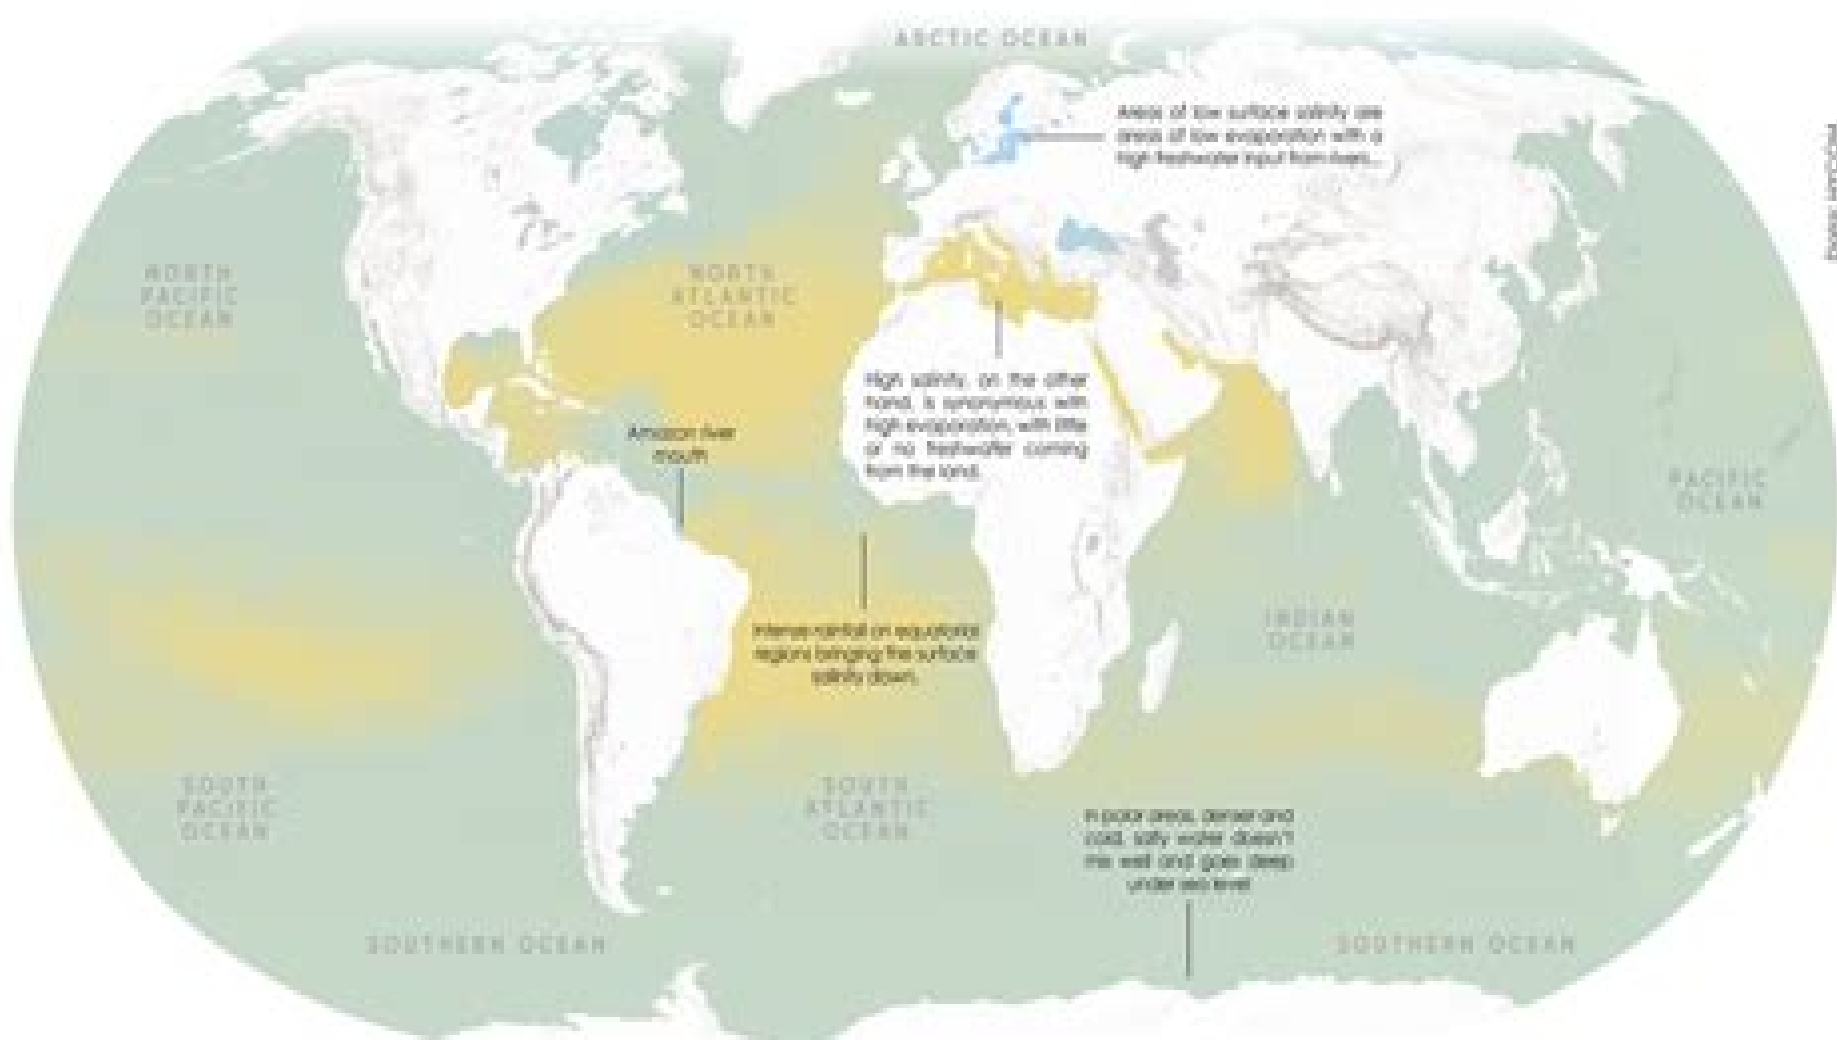 ARCTIC OCEAN
Areas of low surface salinity are
areas of low evaporation with a
high freshwater input from rivers...
NORTH
PACIFIC
OCEAN
NORTH
ATLANTIC
OCEAN
High salinity, on the other
hand, is synonymous with
high evaporation, with little
or no freshwater coming
from the land.
Amazon river
mouth
PACIFIC
OCEAN
Intense rainfall on equatorial
regions bringing the surface
salinity down.
INDIAN
OCEAN
SOUTH
PACIFIC
OCEAN
SOUTH
ATLANTIC
OCEAN
In polar areas, denser and
cold, salty water doesn't
mix well and goes deep
under sea level
SOUTHERN OCEAN
SOUTHERN OCEAN